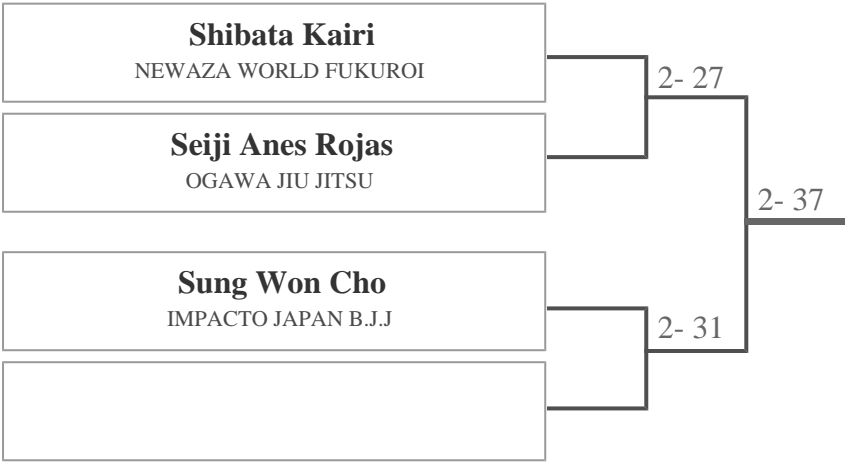 Shibata Kairi
NEWAZA WORLD FUKUROI
2- 27
Seiji Anes Rojas
OGAWA JIU JITSU
2- 37
Sung Won Cho
IMPACTO JAPAN B.J.J
2- 31